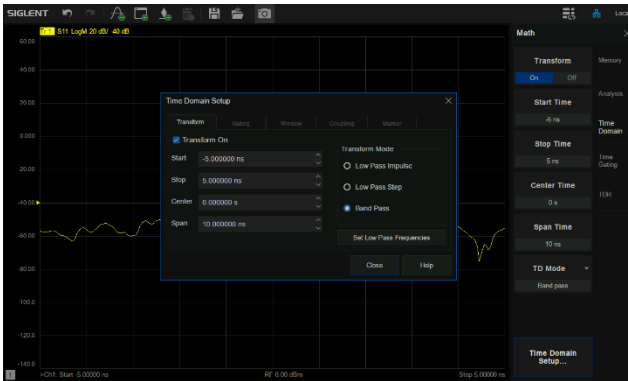 SIGLENT
Local
Tr 1 S11 LogM 20 dB/ -40 dB
Math
60.00
20.00
0.000
20.00
-40.00
-60.00
-80.00
-100.0
-120.0
-140.0
Time Domain Setup
Transform Gating Window Coupling Marker
Transform On
Start -5.000000 ns
Stop 5.000000 ns
Center 0.000000 s
Span 10.000000 ns
Transform Mode
Low Pass Impulse
Low Pass Step
Band Pass
Set Low Pass Frequencies
Close Help
Transform
On Off
Start Time
-5 ns
Stop Time
5 ns
Center Time
0 s
Span Time
10 ns
TD Mode
Band pass
Time Domain
Setup...
Memory
Analysis
Time
Domain
Time
Gating
TDR
1 >Ch1: Start -5.00000 ns RF 0.00 dBm Stop 5.00000 ns